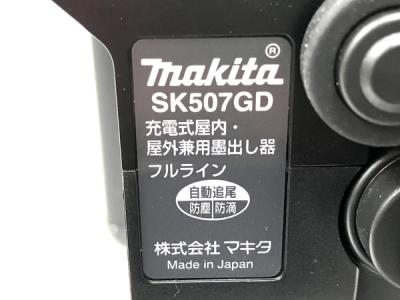 makita®
SK507GD
充電式屋内・
屋外兼用墨出し器
フルライン
自動追尾
防塵 防滴
株式会社 マキタ
Made in Japan